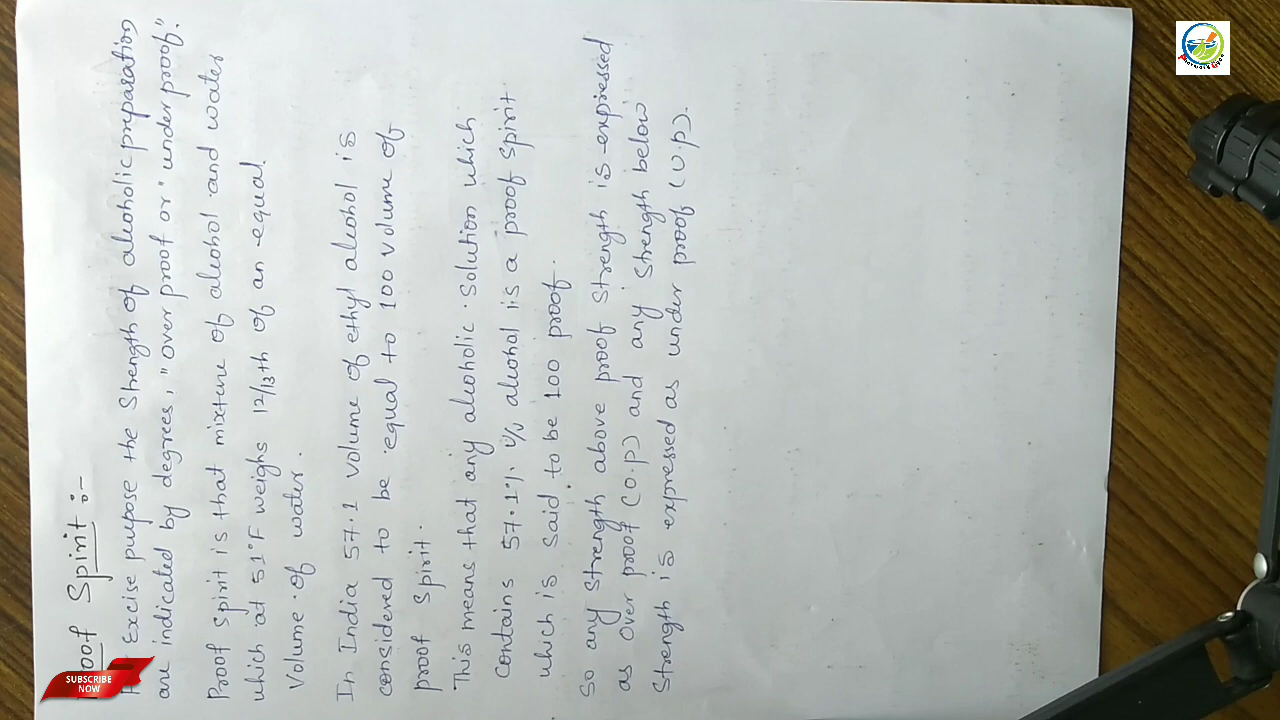 Proof Spirit :-
For Excise purpose the Strength of alcoholic preparation
are indicated by degrees, "over proof or "under proof".
Proof Spirit is that mixture of alcohol and water
which at 51°F weighs 12/13th of an equal
Volume of water.
In India 57.1 volume of ethyl alcohol is
considered to be equal to 100 volume of
proof Spirit.
This means that any alcoholic solution which
contains 57.1% v/v alcohol is a proof spirit
which is said to be 100 proof.
So any Strength above proof Strength is expressed
as over proof (O.P) and any Strength below
Strength is expressed as under proof (U.P).
SUBSCRIBE
NOW